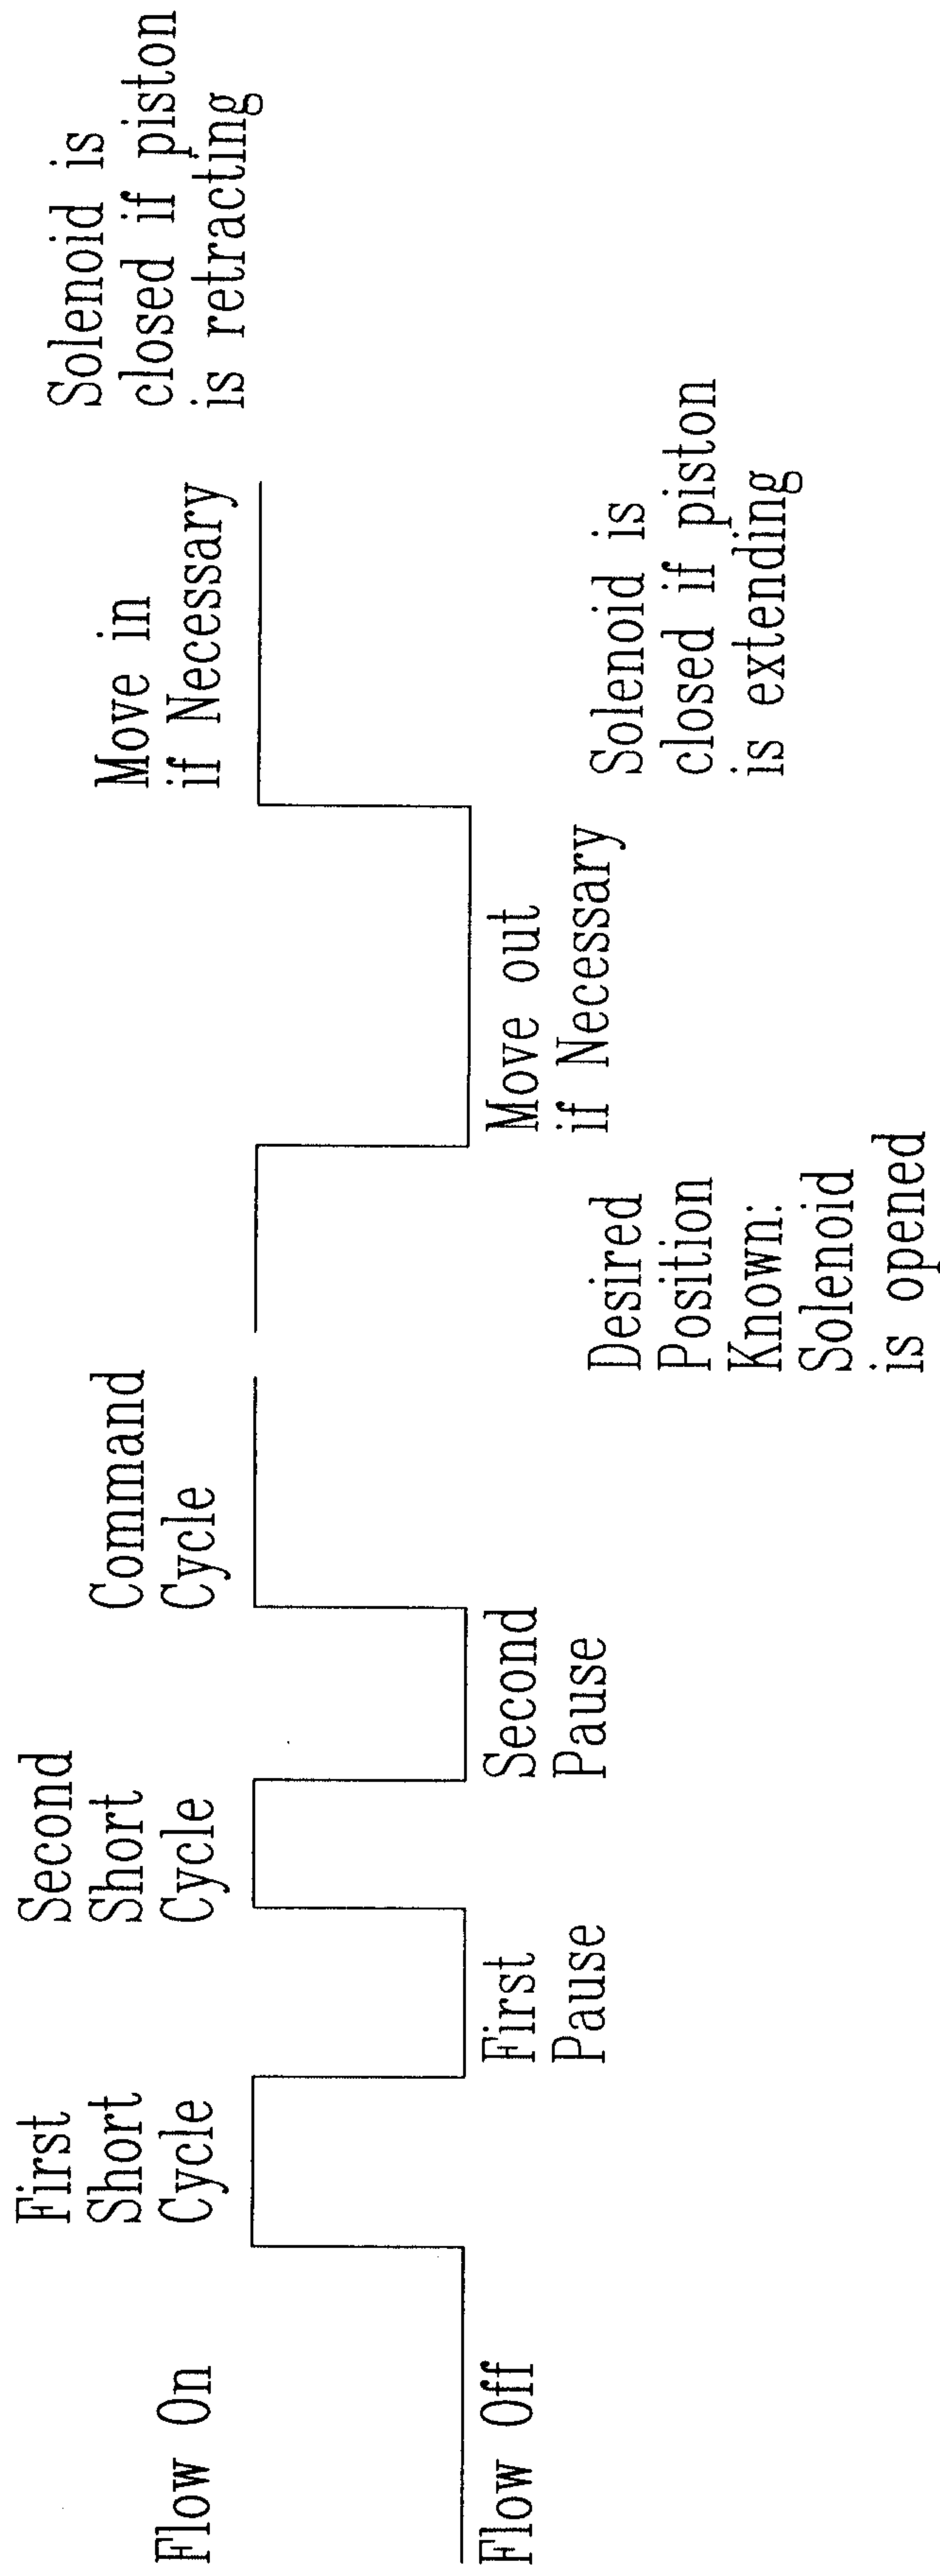 Flow On
Flow Off
First
Short
Cycle
First
Pause
Second
Short
Cycle
Second
Pause
Command
Cycle
Desired
Position
Known:
Solenoid
is opened
Move out
if Necessary
Solenoid is
closed if piston
is extending
Move in
if Necessary
Solenoid is
closed if piston
is retracting